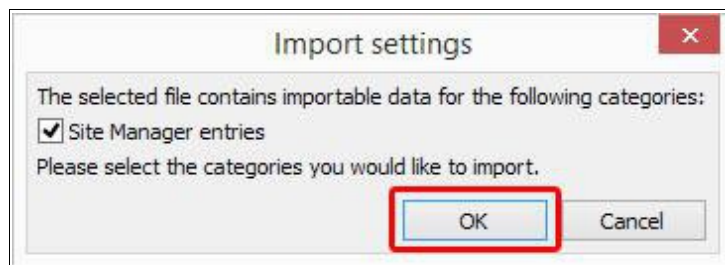 Import settings
The selected file contains importable data for the following categories:
Site Manager entries
Please select the categories you would like to import.
OK Cancel